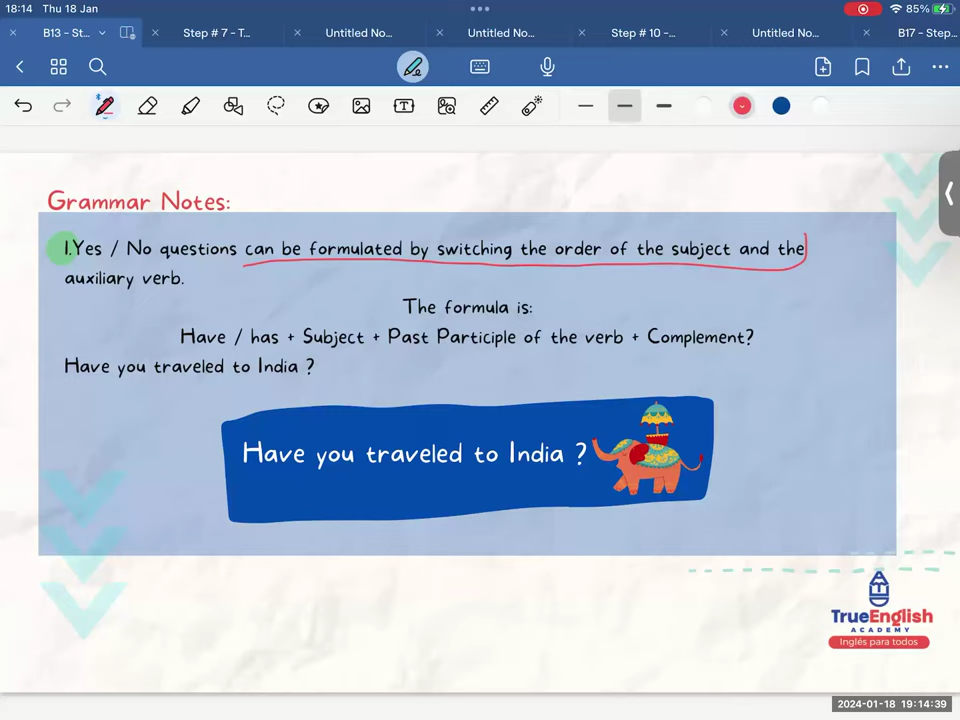 18:14 Thu 18 Jan
85%
B13 - St...
Step # 7 - T...
Untitled No...
Untitled No...
Step # 10 -...
Untitled No...
B17 - Step...
Grammar Notes:
1.Yes / No questions can be formulated by switching the order of the subject and the
auxiliary verb.
The formula is:
Have / has + Subject + Past Participle of the verb + Complement?
Have you traveled to India ?
Have you traveled to India ?
TrueEnglish
ACADEMY
Inglés para todos
2024-01-18 19:14:39